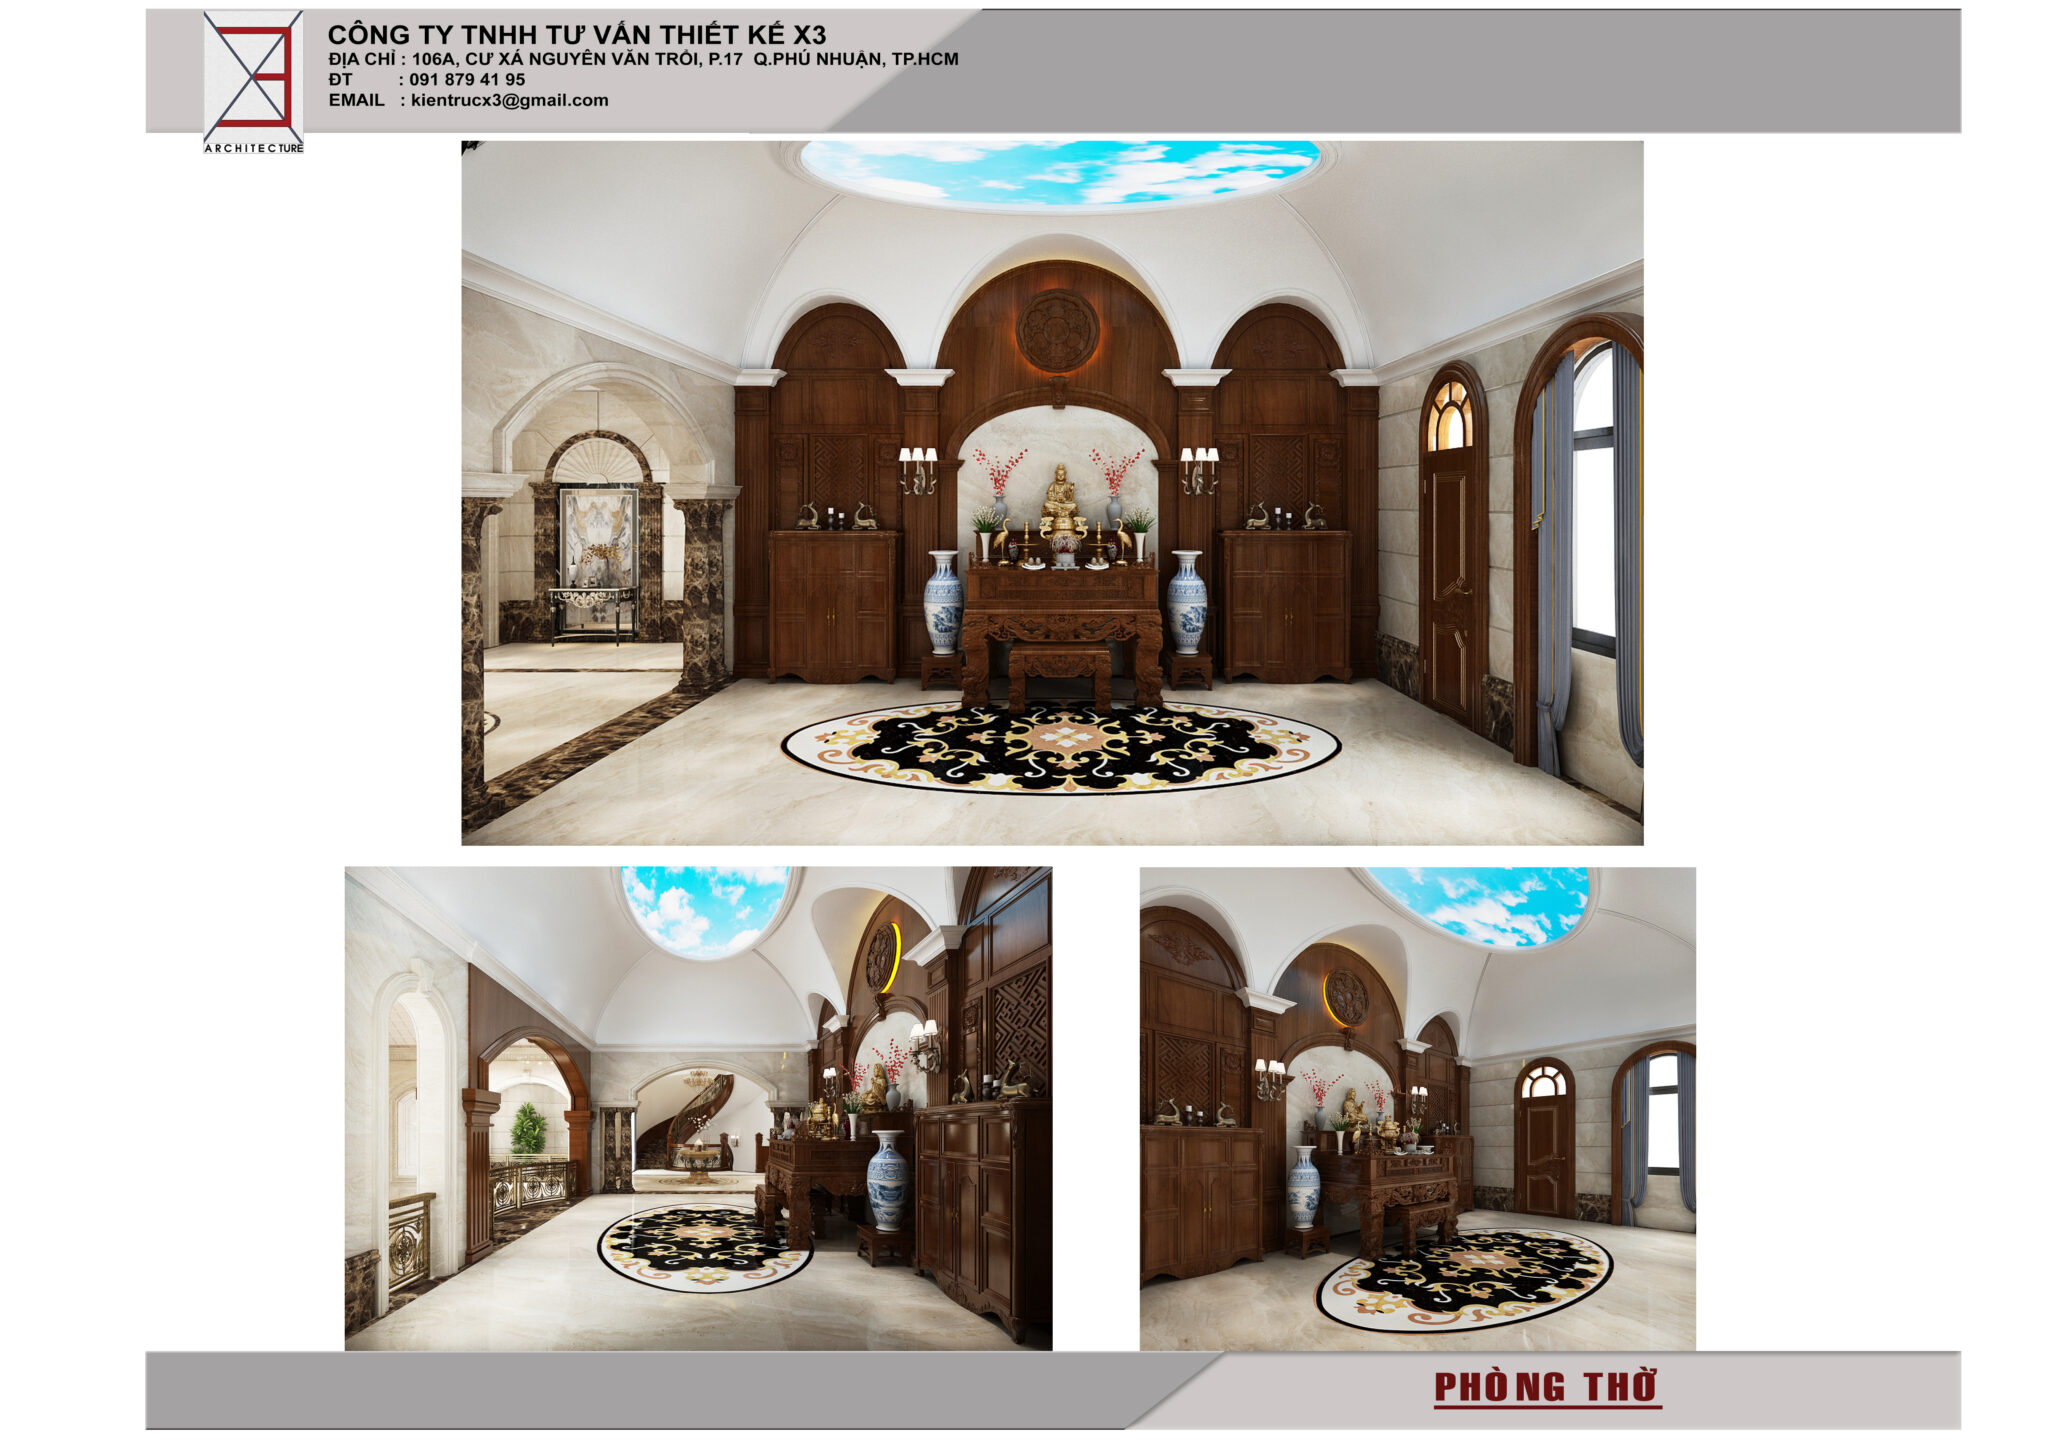 CÔNG TY TNHH TƯ VẤN THIẾT KẾ X3
ĐỊA CHỈ : 106A, CƯ XÁ NGUYÊN VĂN TRỖI, P.17 Q.PHÚ NHUẬN, TP.HCM
ĐT : 091 879 41 95
EMAIL : kientrucx3@gmail.com
ARCHITECTURE
PHÒNG THỜ